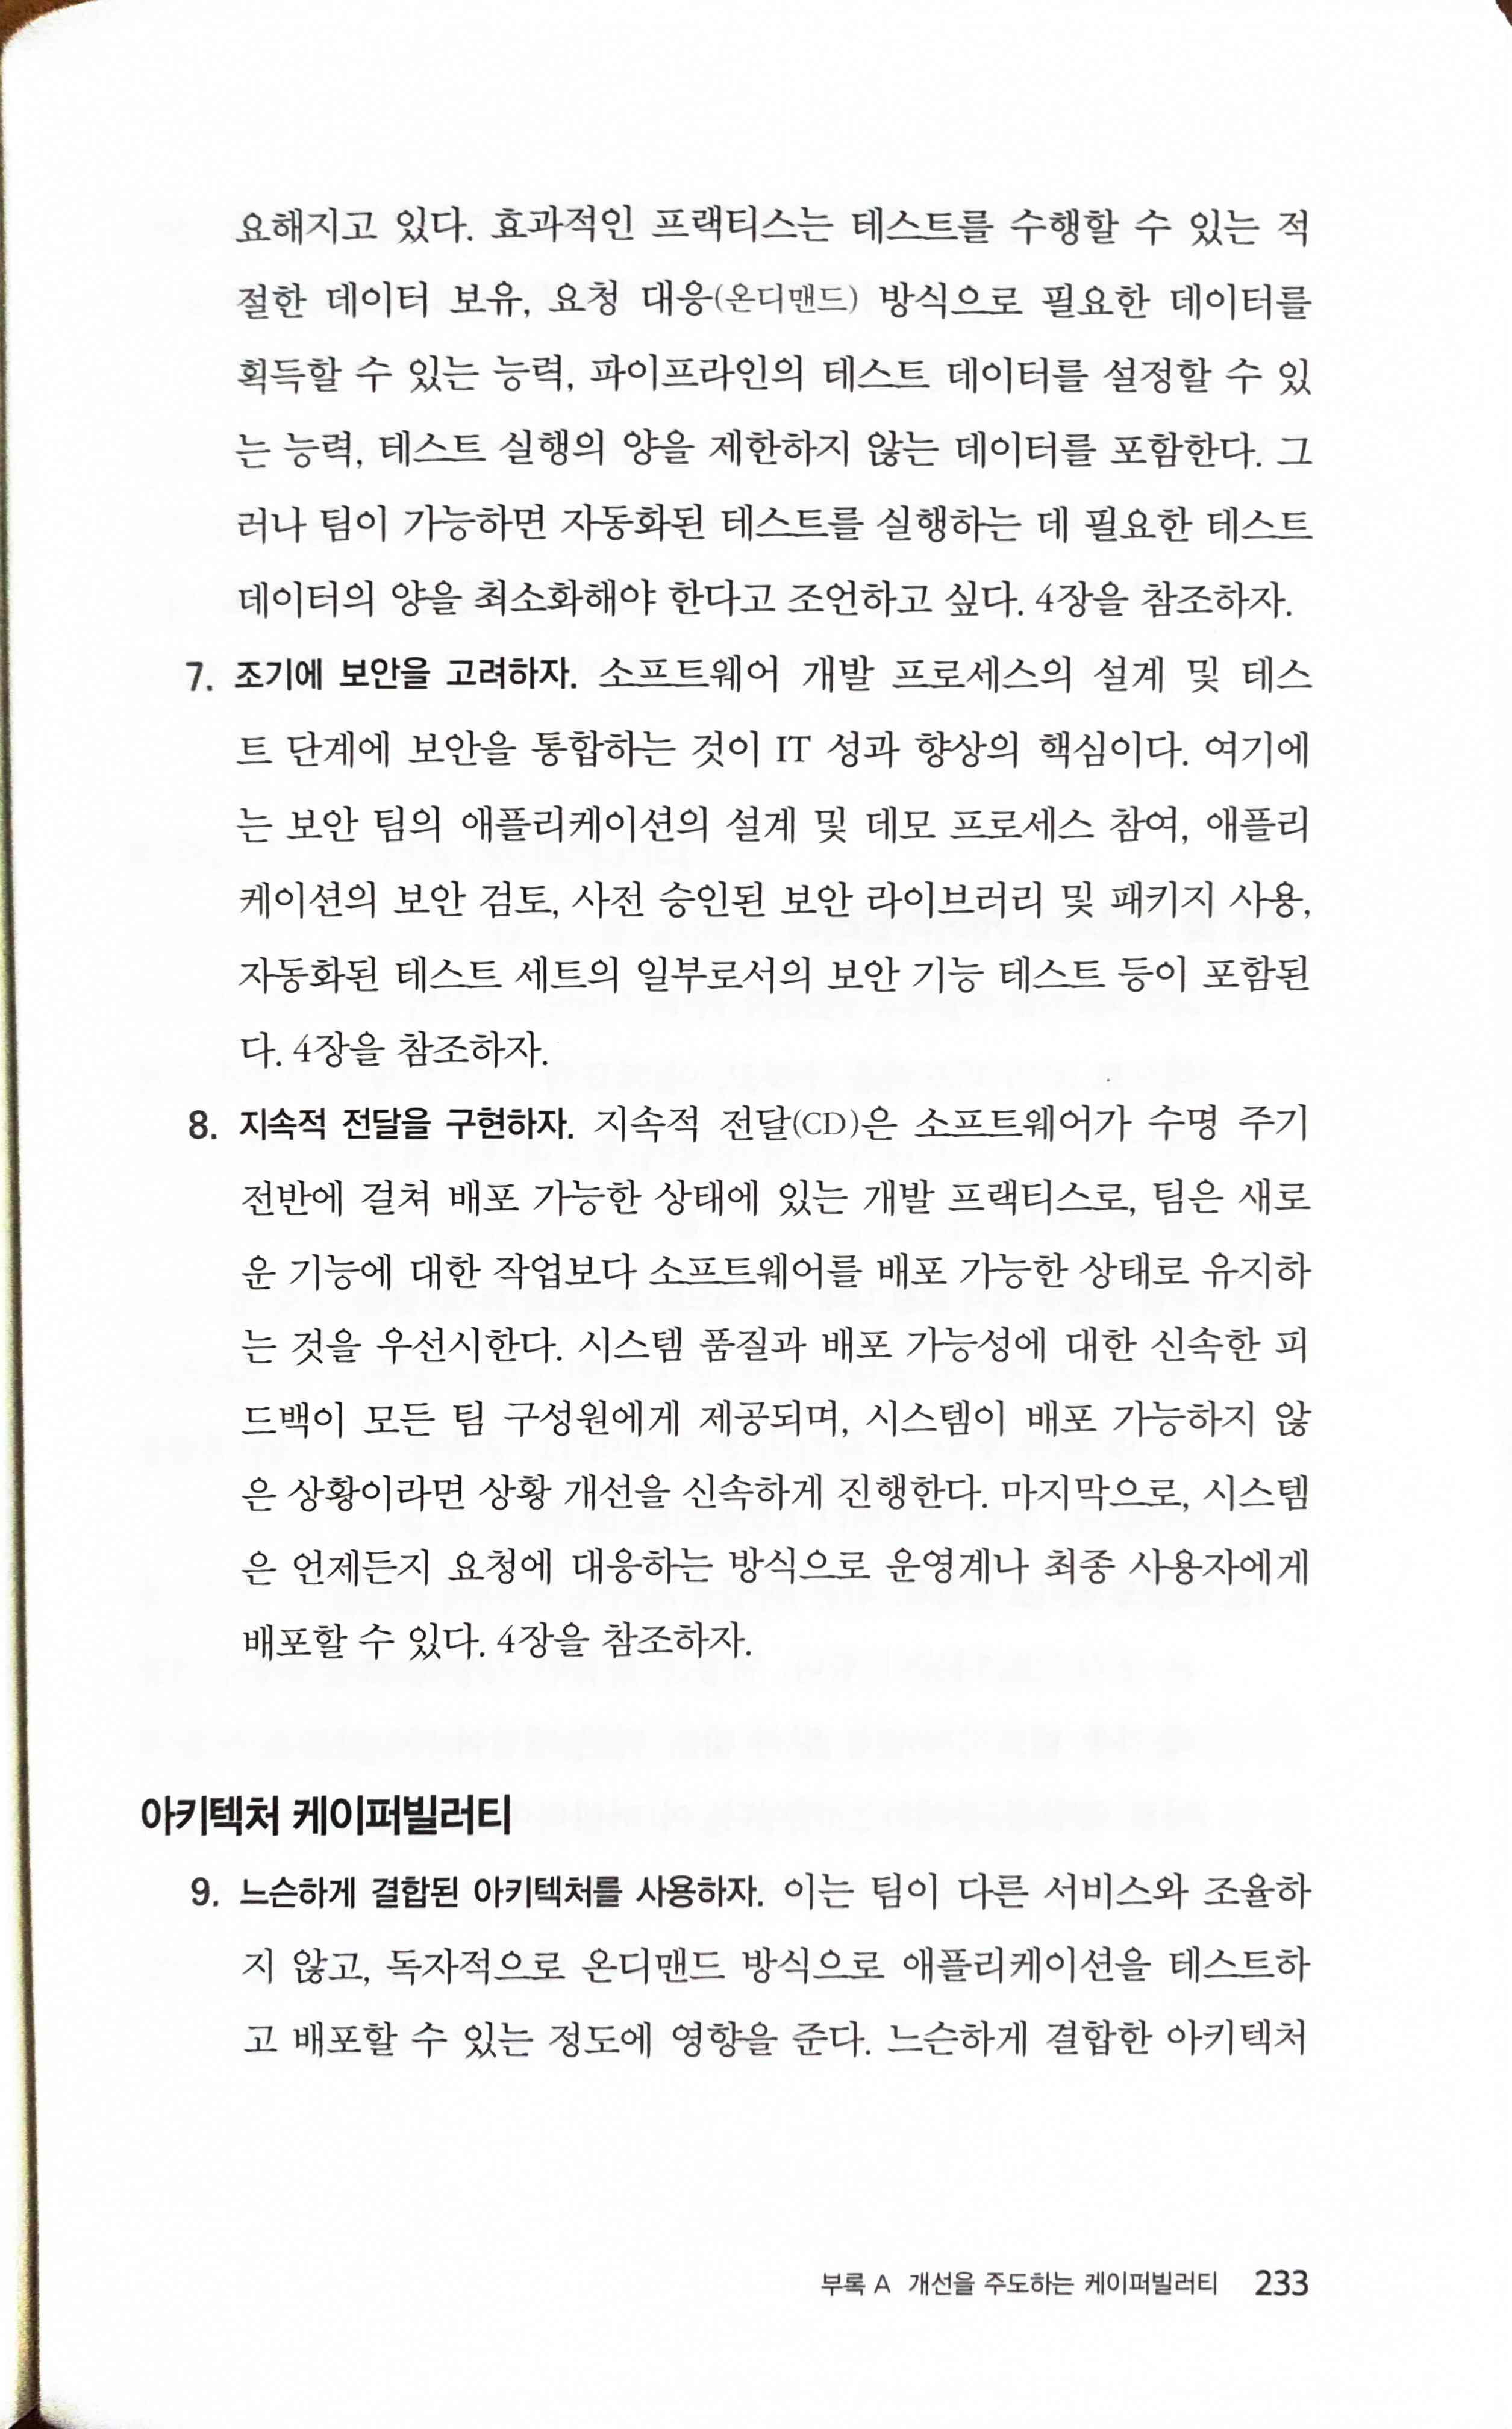 요해지고 있다. 효과적인 프랙티스는 테스트를 수행할 수 있는 적
절한 데이터 보유, 요청 대응(온디맨드) 방식으로 필요한 데이터를
획득할 수 있는 능력, 파이프라인의 테스트 데이터를 설정할 수 있
는 능력, 테스트 실행의 양을 제한하지 않는 데이터를 포함한다. 그
러나 팀이 가능하면 자동화된 테스트를 실행하는 데 필요한 테스트
데이터의 양을 최소화해야 한다고 조언하고 싶다. 4장을 참조하자.
7. 조기에 보안을 고려하자. 소프트웨어 개발 프로세스의 설계 및 테스
트 단계에 보안을 통합하는 것이 IT 성과 향상의 핵심이다. 여기에
는 보안 팀의 애플리케이션의 설계 및 데모 프로세스 참여, 애플리
케이션의 보안 검토, 사전 승인된 보안 라이브러리 및 패키지 사용,
자동화된 테스트 세트의 일부로서의 보안 기능 테스트 등이 포함된
다. 4장을 참조하자.
8. 지속적 전달을 구현하자. 지속적 전달(CD)은 소프트웨어가 수명 주기
전반에 걸쳐 배포 가능한 상태에 있는 개발 프랙티스로, 팀은 새로
운 기능에 대한 작업보다 소프트웨어를 배포 가능한 상태로 유지하
는 것을 우선시한다. 시스템 품질과 배포 가능성에 대한 신속한 피
드백이 모든 팀 구성원에게 제공되며, 시스템이 배포 가능하지 않
은 상황이라면 상황 개선을 신속하게 진행한다. 마지막으로, 시스템
은 언제든지 요청에 대응하는 방식으로 운영계나 최종 사용자에게
배포할 수 있다. 4장을 참조하자.
아키텍처 케이퍼빌러티
9. 느슨하게 결합된 아키텍처를 사용하자. 이는 팀이 다른 서비스와 조율하
지 않고, 독자적으로 온디맨드 방식으로 애플리케이션을 테스트하
고 배포할 수 있는 정도에 영향을 준다. 느슨하게 결합한 아키텍처
부록 A 개선을 주도하는 케이퍼빌러티 233